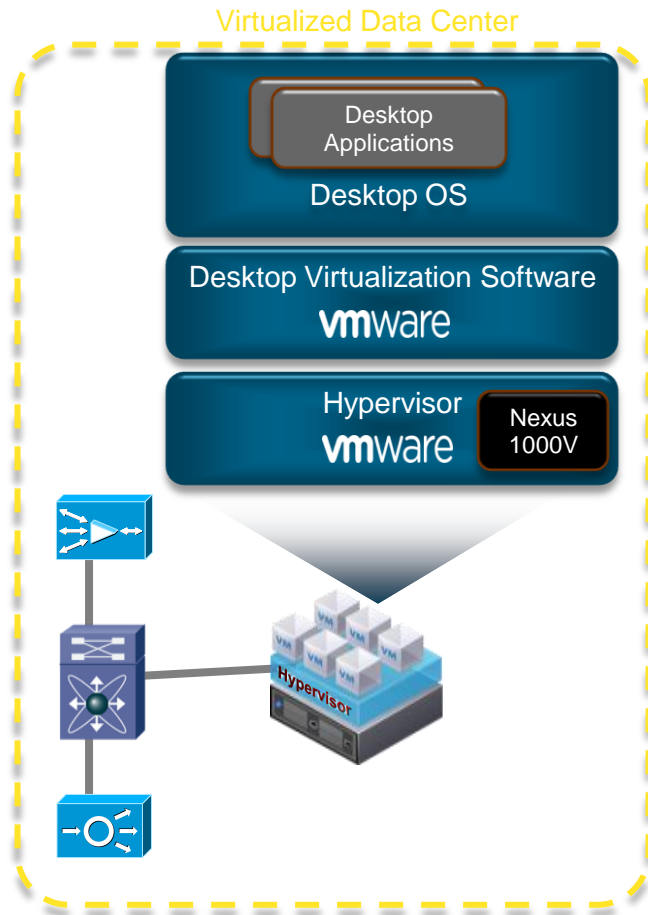 Virtualized Data Center
Desktop
Applications
Desktop OS
Desktop Virtualization Software
vmware
Hypervisor
vmware
Nexus
1000V
VM
VM
VM
VM
VM
VM
Hypervisor